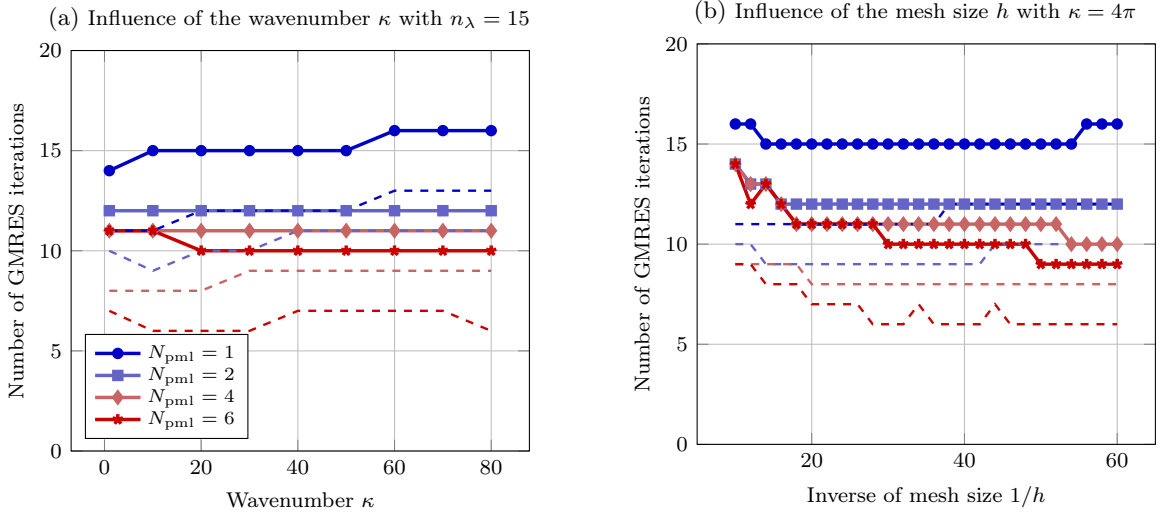 (a) Influence of the wavenumber κ with n_λ = 15
20
15
10
5
0
0 20 40 60 80
Number of GMRES iterations
Wavenumber κ
N_pml = 1
N_pml = 2
N_pml = 4
N_pml = 6
(b) Influence of the mesh size h with κ = 4π
20
15
10
5
0
20 40 60
Number of GMRES iterations
Inverse of mesh size 1/h